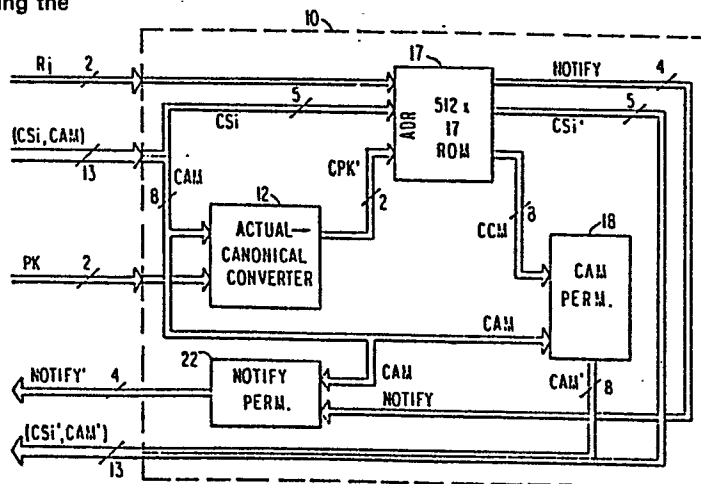 ing the
10
Ri
2
17
NOTIFY
4
5
CSi
5
CSi'
ADR
512 x
17
ROM
(CSi,CAM)
13
8
CAM
CPK'
2
12
ACTUAL—
CANONICAL
CONVERTER
CCM
8
18
CAM
PERM.
PK
2
CAM
22
NOTIFY
PERM.
CAM
NOTIFY
CAM'
8
NOTIFY'
4
(CSi',CAM')
13